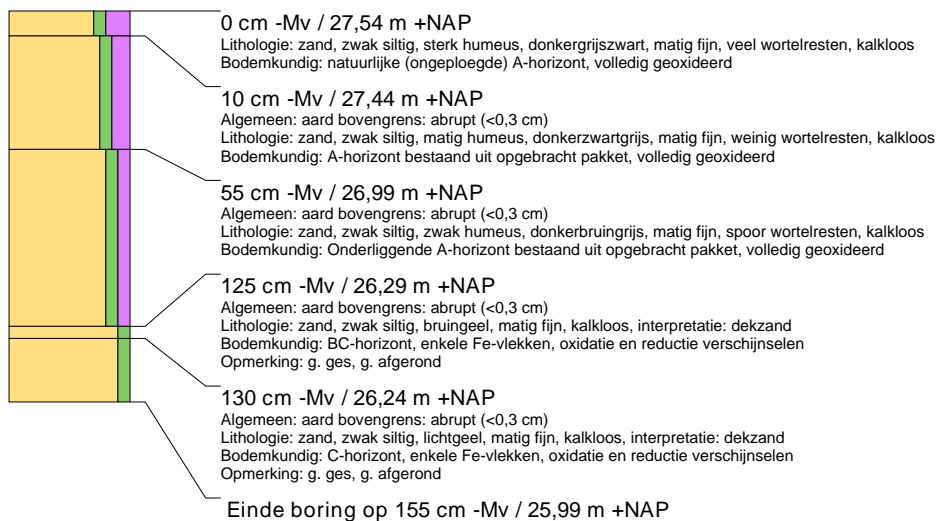 0 cm -Mv / 27,54 m +NAP
Lithologie: zand, zwak siltig, sterk humeus, donkergrijszwart, matig fijn, veel wortelresten, kalkloos
Bodemkundig: natuurlijke (ongeploegde) A-horizont, volledig geoxideerd
10 cm -Mv / 27,44 m +NAP
Algemeen: aard bovengrens: abrupt (<0,3 cm)
Lithologie: zand, zwak siltig, matig humeus, donkerzwartgrijs, matig fijn, weinig wortelresten, kalkloos
Bodemkundig: A-horizont bestaand uit opgebracht pakket, volledig geoxideerd
55 cm -Mv / 26,99 m +NAP
Algemeen: aard bovengrens: abrupt (<0,3 cm)
Lithologie: zand, zwak siltig, zwak humeus, donkerbruingrijs, matig fijn, spoor wortelresten, kalkloos
Bodemkundig: Onderliggende A-horizont bestaand uit opgebracht pakket, volledig geoxideerd
125 cm -Mv / 26,29 m +NAP
Algemeen: aard bovengrens: abrupt (<0,3 cm)
Lithologie: zand, zwak siltig, bruingeel, matig fijn, kalkloos, interpretatie: dekzand
Bodemkundig: BC-horizont, enkele Fe-vlekken, oxidatie en reductie verschijnselen
Opmerking: g. ges, g. afgerond
130 cm -Mv / 26,24 m +NAP
Algemeen: aard bovengrens: abrupt (<0,3 cm)
Lithologie: zand, zwak siltig, lichtgeel, matig fijn, kalkloos, interpretatie: dekzand
Bodemkundig: C-horizont, enkele Fe-vlekken, oxidatie en reductie verschijnselen
Opmerking: g. ges, g. afgerond
Einde boring op 155 cm -Mv / 25,99 m +NAP